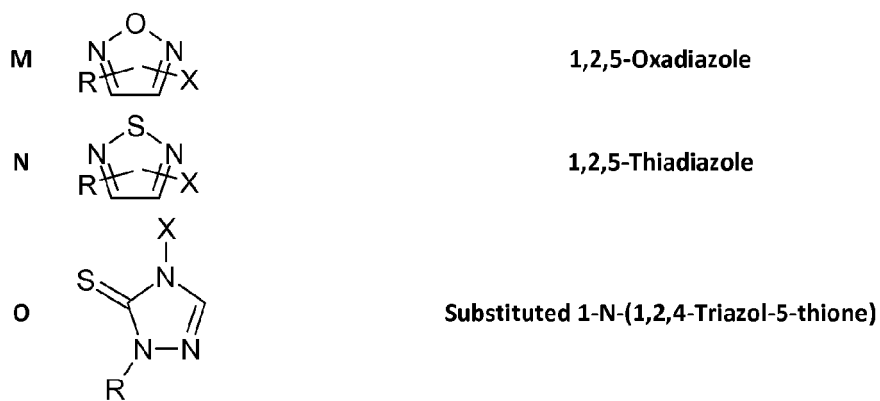 M
O
N N
R X
1,2,5-Oxadiazole
N
S
N N
R X
1,2,5-Thiadiazole
O
X
S N
N N
R
Substituted 1-N-(1,2,4-Triazol-5-thione)